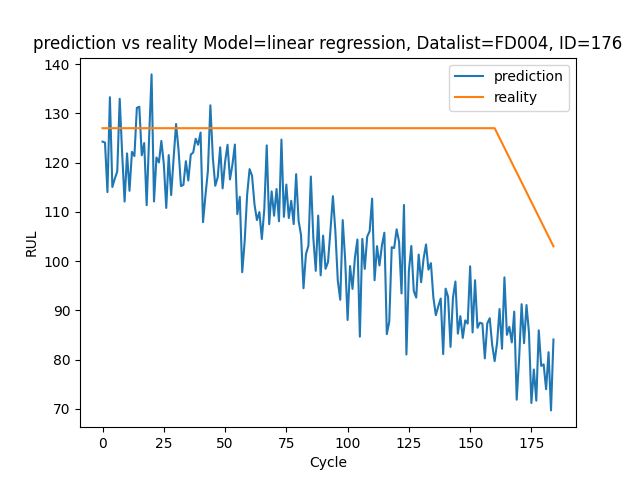 prediction vs reality Model=linear regression, Datalist=FD004, ID=176
prediction
reality
RUL
140
130
120
110
100
90
80
70
0 25 50 75 100 125 150 175
Cycle